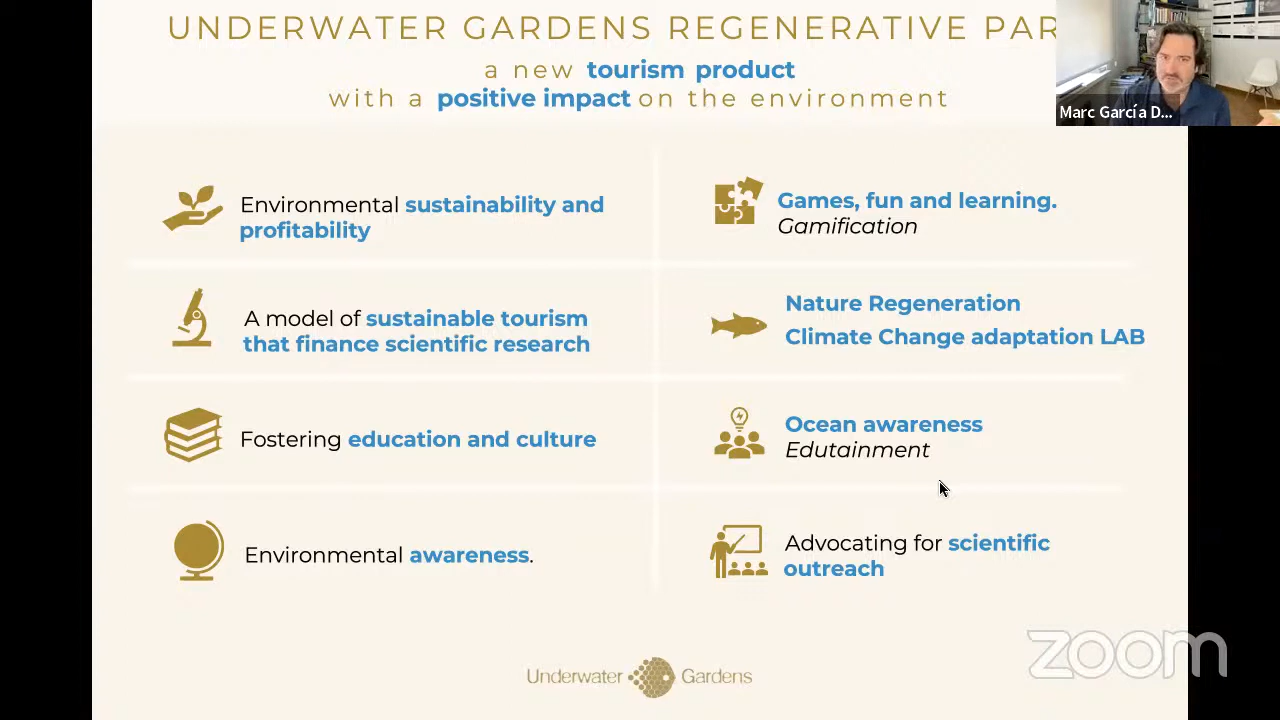 UNDERWATER GARDENS REGENERATIVE PAR
a new tourism product
with a positive impact on the environment
Marc García D...
Environmental sustainability and
profitability
Games, fun and learning.
Gamification
A model of sustainable tourism
that finance scientific research
Nature Regeneration
Climate Change adaptation LAB
Fostering education and culture
Ocean awareness
Edutainment
Environmental awareness.
Advocating for scientific
outreach
Underwater Gardens
zoom